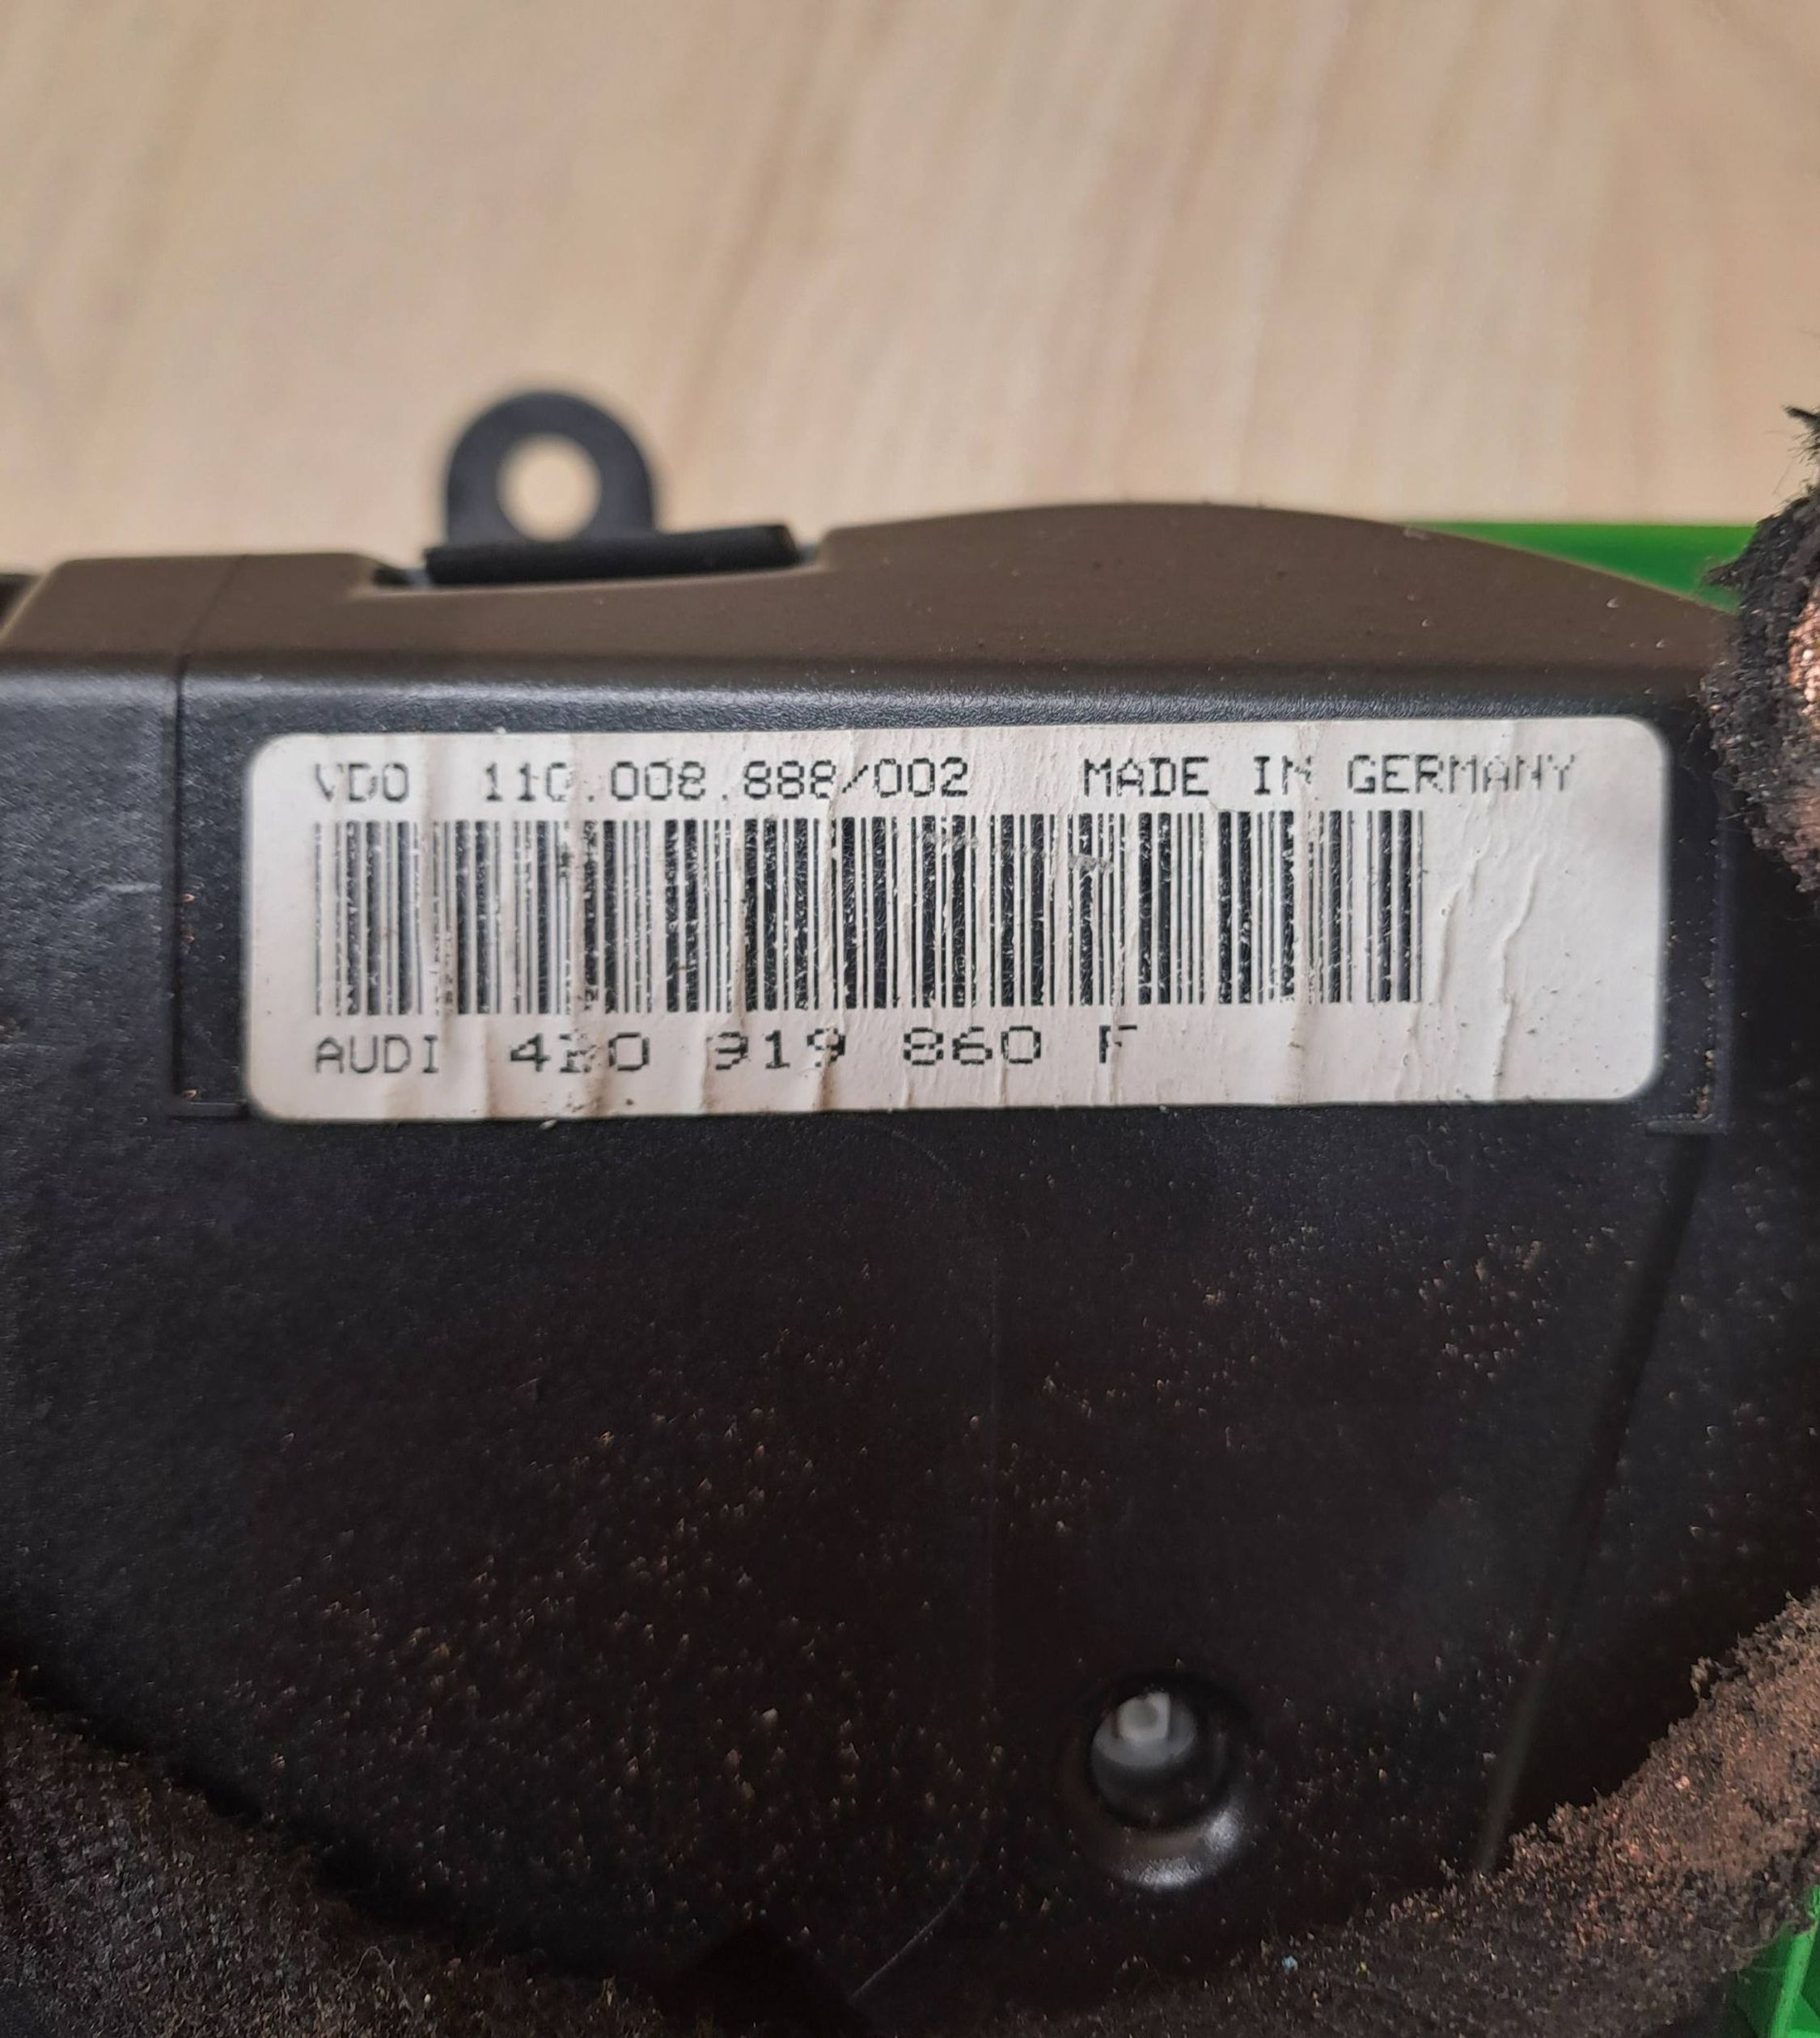 VDO 110.008.888/002 MADE IN GERMANY
AUDI 4B0 919 860 F